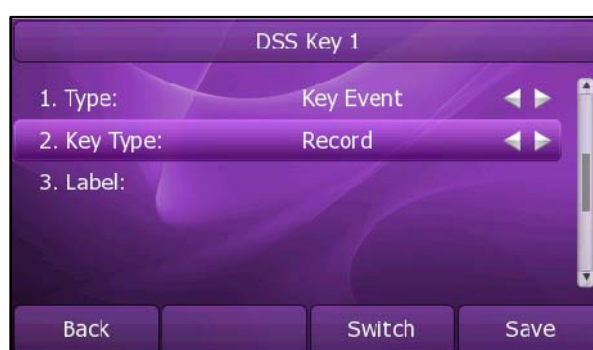 DSS Key 1
1. Type: Key Event
2. Key Type: Record
3. Label:
Back Switch Save